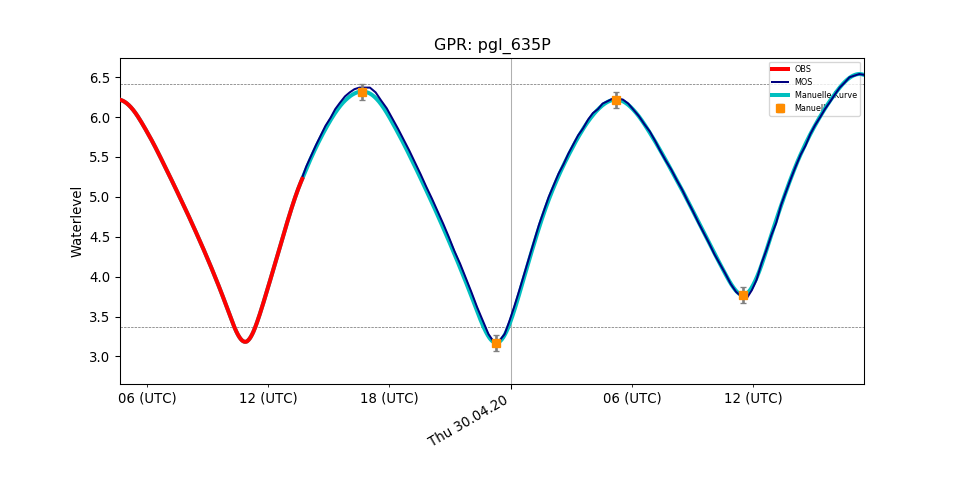 GPR: pgl_635P
6.5
6.0
5.5
5.0
4.5
4.0
3.5
3.0
Waterlevel
OBS
MOS
Manuelle Kurve
Manuell
06 (UTC)
12 (UTC)
18 (UTC)
Thu 30.04.20
06 (UTC)
12 (UTC)